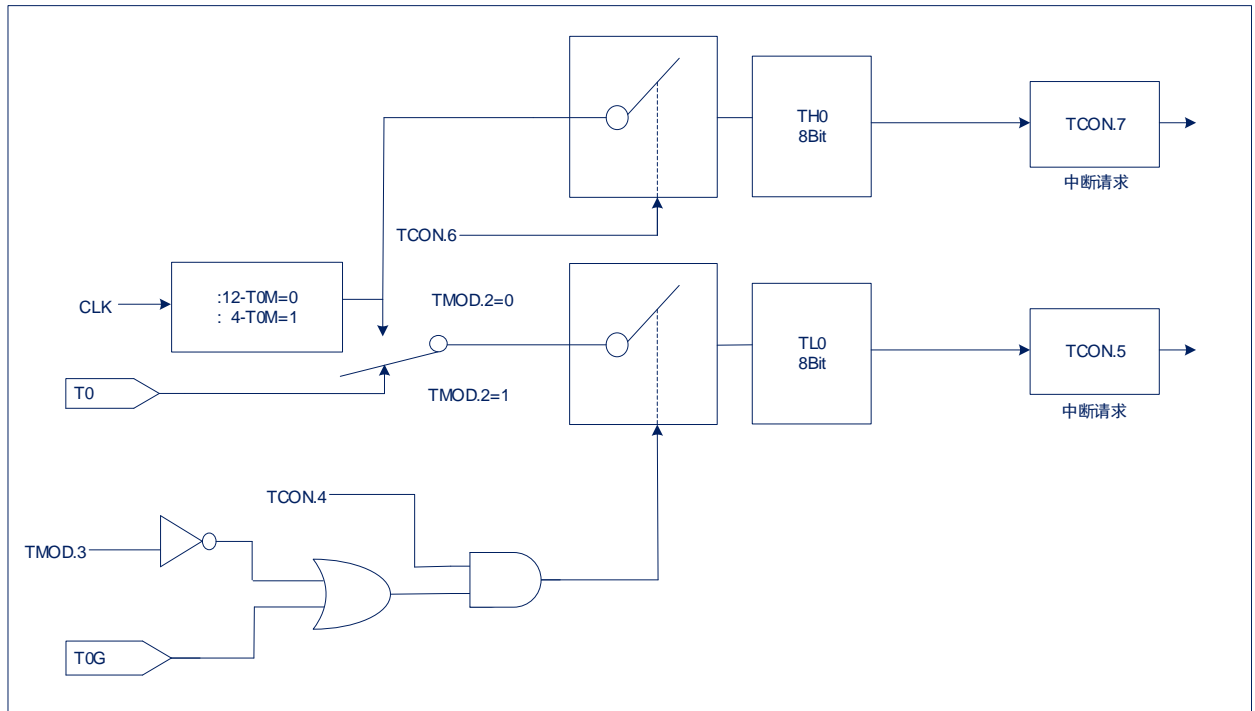 TH0
8Bit
TCON.7
中断请求
TCON.6
CLK
:12-T0M=0
: 4-T0M=1
TMOD.2=0
TL0
8Bit
TCON.5
中断请求
T0
TMOD.2=1
TCON.4
TMOD.3
T0G